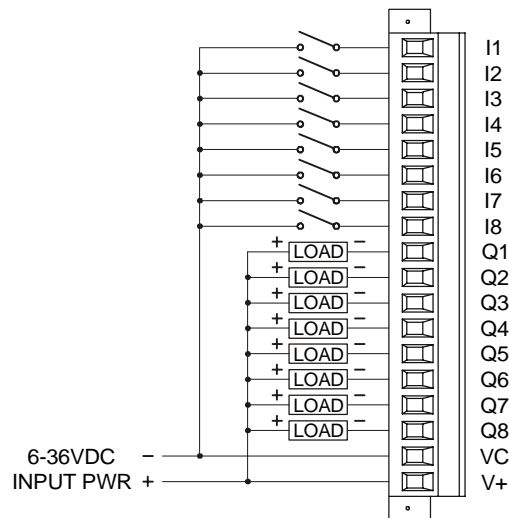 I1
I2
I3
I4
I5
I6
I7
I8
+ LOAD − Q1
+ LOAD − Q2
+ LOAD − Q3
+ LOAD − Q4
+ LOAD − Q5
+ LOAD − Q6
+ LOAD − Q7
+ LOAD − Q8
6-36VDC − VC
INPUT PWR + V+